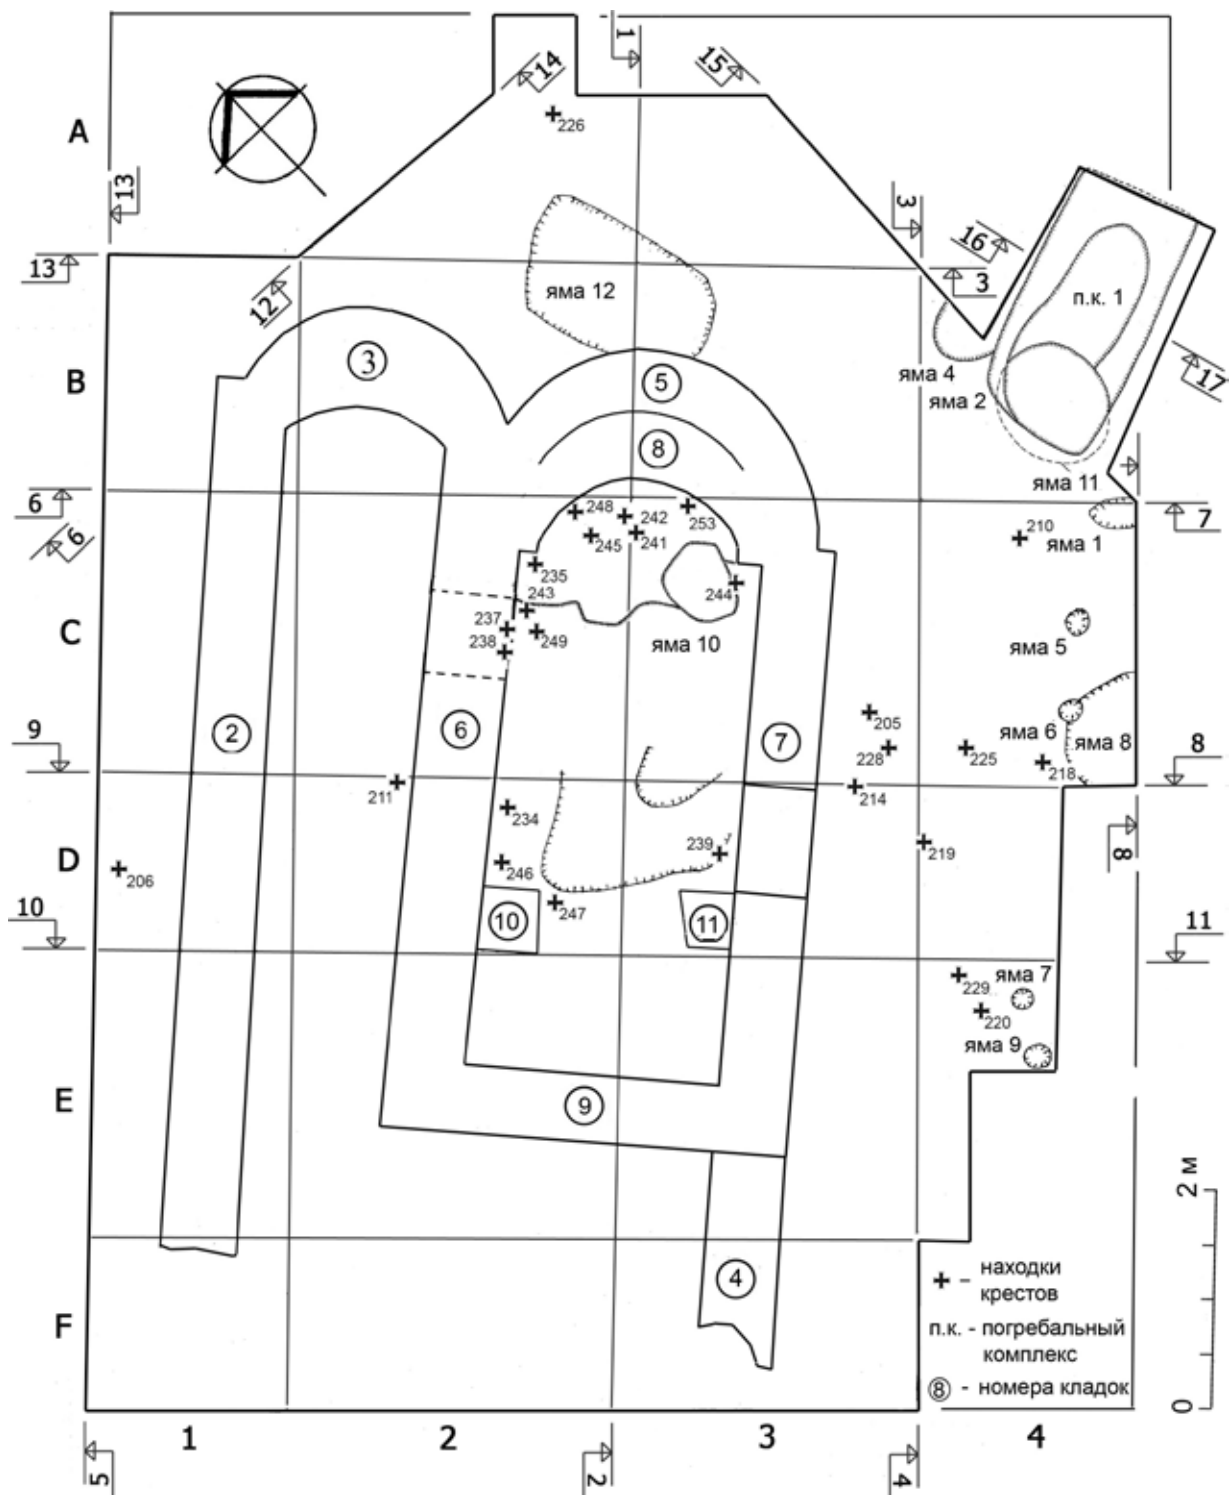 1
14
15
A
226
13
3
16
13
12
3
яма 12
п.к. 1
17
B
3
5
яма 4
яма 2
8
яма 11
6
7
6
248
242
253
210
яма 1
245
241
235
244
243
C
237
249
яма 5
238
яма 10
205
9
2
6
7
228
225
яма 6
яма 8
8
218
211
214
234
D
239
219
8
206
246
10
10
247
11
11
229
яма 7
220
яма 9
E
9
2 м
4
+ – находки
крестов
F
п.к. - погребальный
комплекс
⑧ - номера кладок
0
1
2
3
4
5
2
4